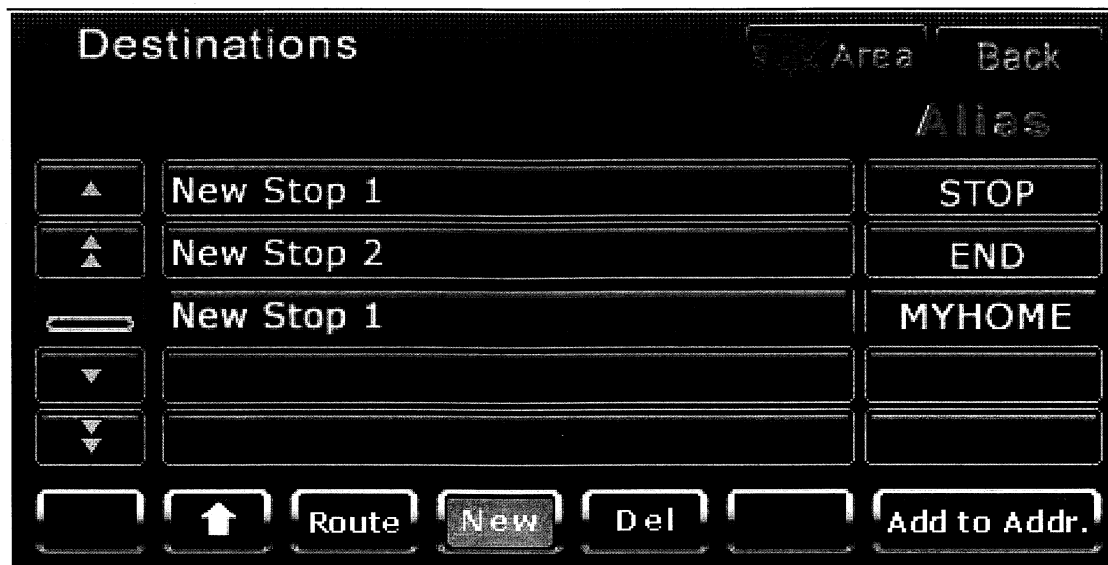 Destinations
Area Back
Alias
New Stop 1 STOP
New Stop 2 END
New Stop 1 MYHOME
Route New Del Add to Addr.